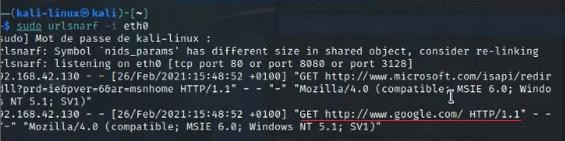 —(kali-linux㉿kali)-[~]
$ sudo urlsnarf -i eth0
sudo] Mot de passe de kali-linux :
rlsnarf: Symbol `nids_params' has different size in shared object, consider re-linking
rlsnarf: listening on eth0 [tcp port 80 or port 8080 or port 3128]
92.168.42.130 - - [26/Feb/2021:15:48:52 +0100] "GET http://www.microsoft.com/isapi/redir
dll?prd=ie&pver=6&ar=msnhome HTTP/1.1" - - "-" "Mozilla/4.0 (compatible; MSIE 6.0; Windo
s NT 5.1; SV1)"
92.168.42.130 - - [26/Feb/2021:15:48:52 +0100] "GET http://www.google.com/ HTTP/1.1" - -
"-" "Mozilla/4.0 (compatible; MSIE 6.0; Windows NT 5.1; SV1)"